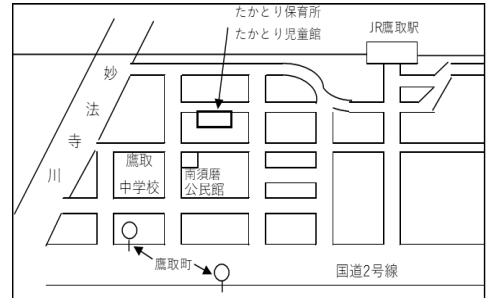 たかとり保育所
たかとり児童館
JR鷹取駅
妙法寺川
鷹取
中学校
南須磨
公民館
鷹取町
国道2号線